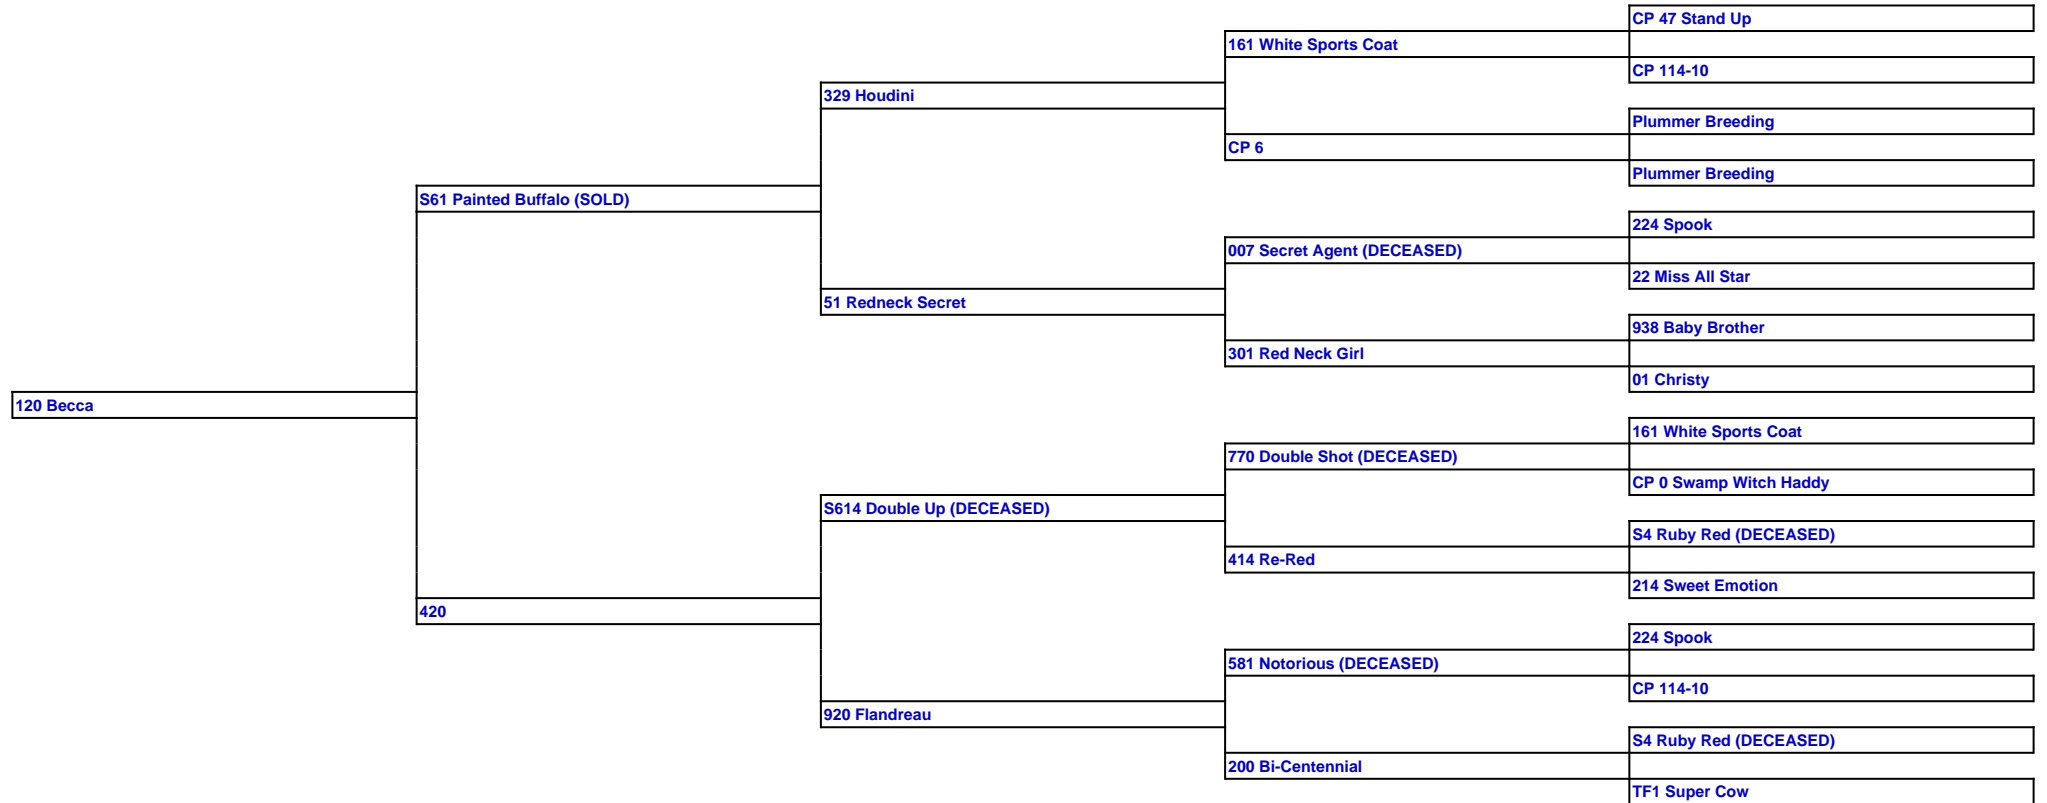 CP 47 Stand Up
161 White Sports Coat
CP 114-10
329 Houdini
Plummer Breeding
CP 6
Plummer Breeding
S61 Painted Buffalo (SOLD)
224 Spook
007 Secret Agent (DECEASED)
22 Miss All Star
51 Redneck Secret
938 Baby Brother
301 Red Neck Girl
01 Christy
120 Becca
161 White Sports Coat
770 Double Shot (DECEASED)
CP 0 Swamp Witch Haddy
S614 Double Up (DECEASED)
S4 Ruby Red (DECEASED)
414 Re-Red
214 Sweet Emotion
420
224 Spook
581 Notorious (DECEASED)
CP 114-10
920 Flandreau
S4 Ruby Red (DECEASED)
200 Bi-Centennial
TF1 Super Cow